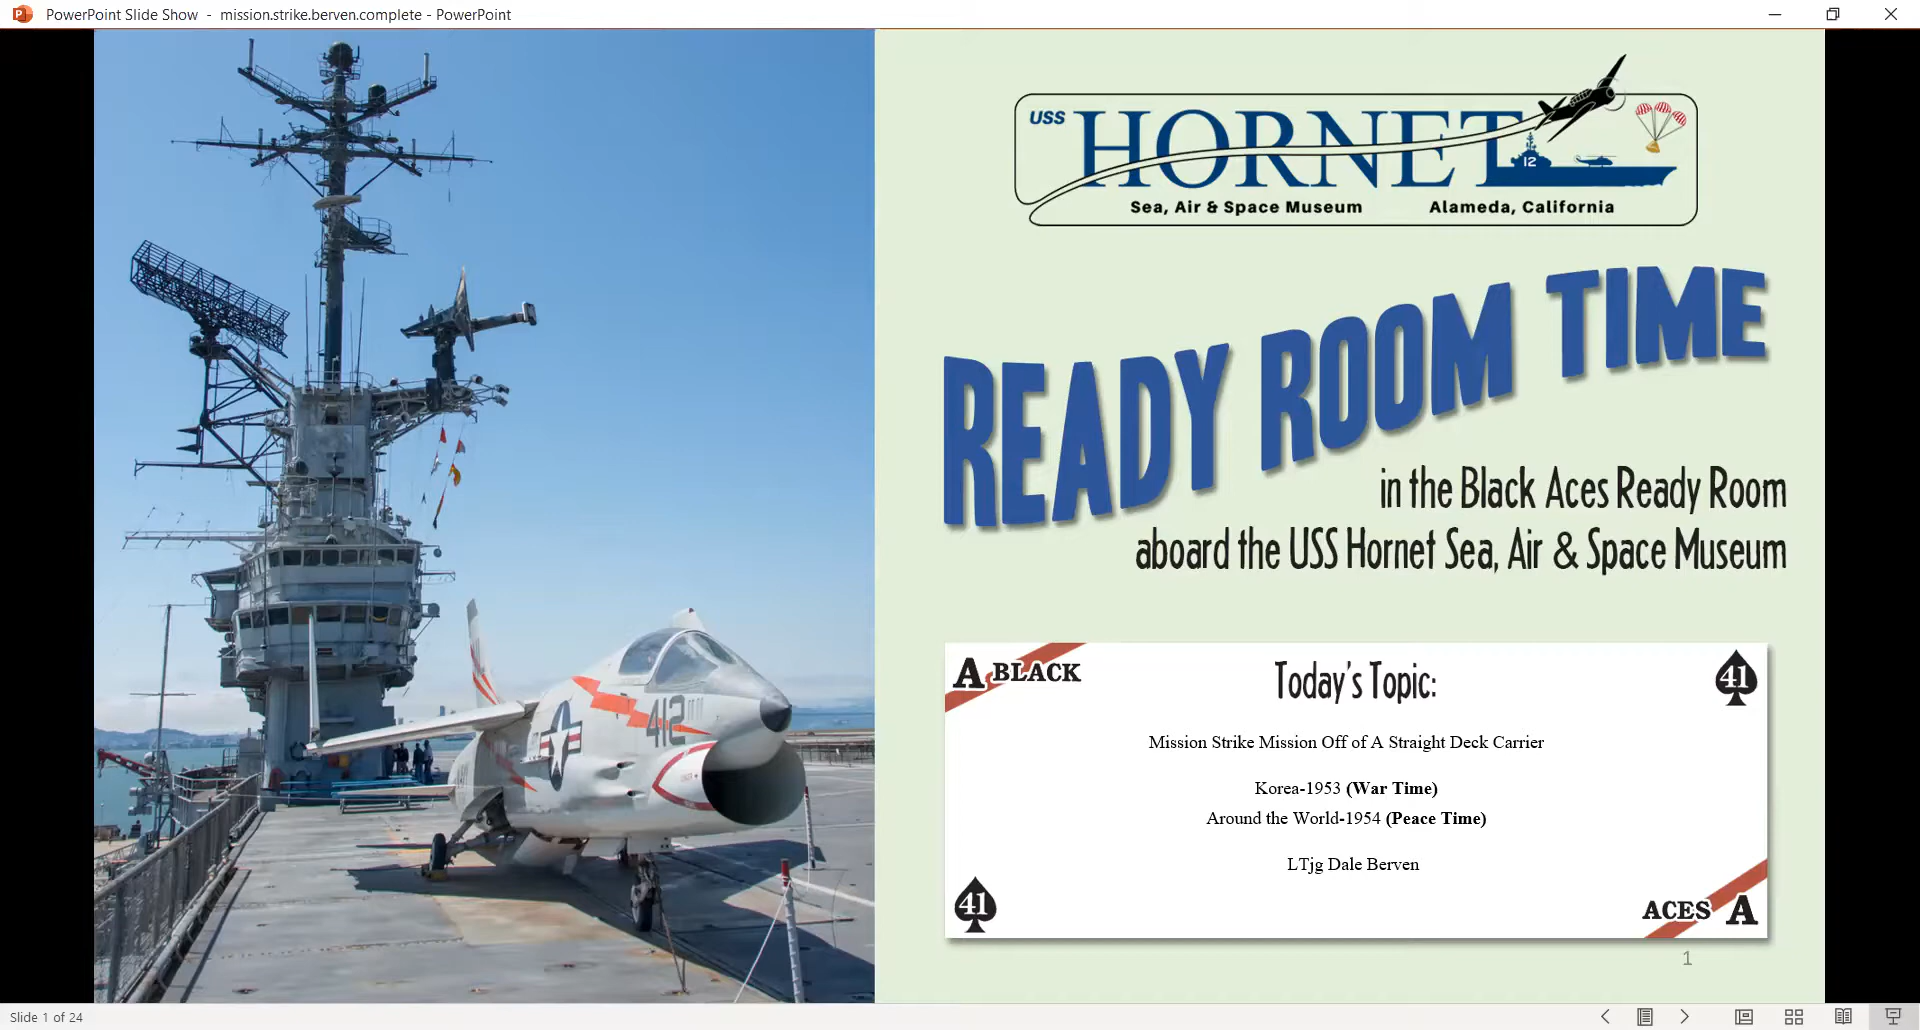 PowerPoint Slide Show - mission.strike.berven.complete - PowerPoint
USS HORNET
12
Sea, Air & Space Museum Alameda, California
READY ROOM TIME
in the Black Aces Ready Room
aboard the USS Hornet Sea, Air & Space Museum
412
A BLACK
Today's Topic:
41
Mission Strike Mission Off of A Straight Deck Carrier
Korea-1953 (War Time)
Around the World-1954 (Peace Time)
LTjg Dale Berven
41
ACES A
1
Slide 1 of 24